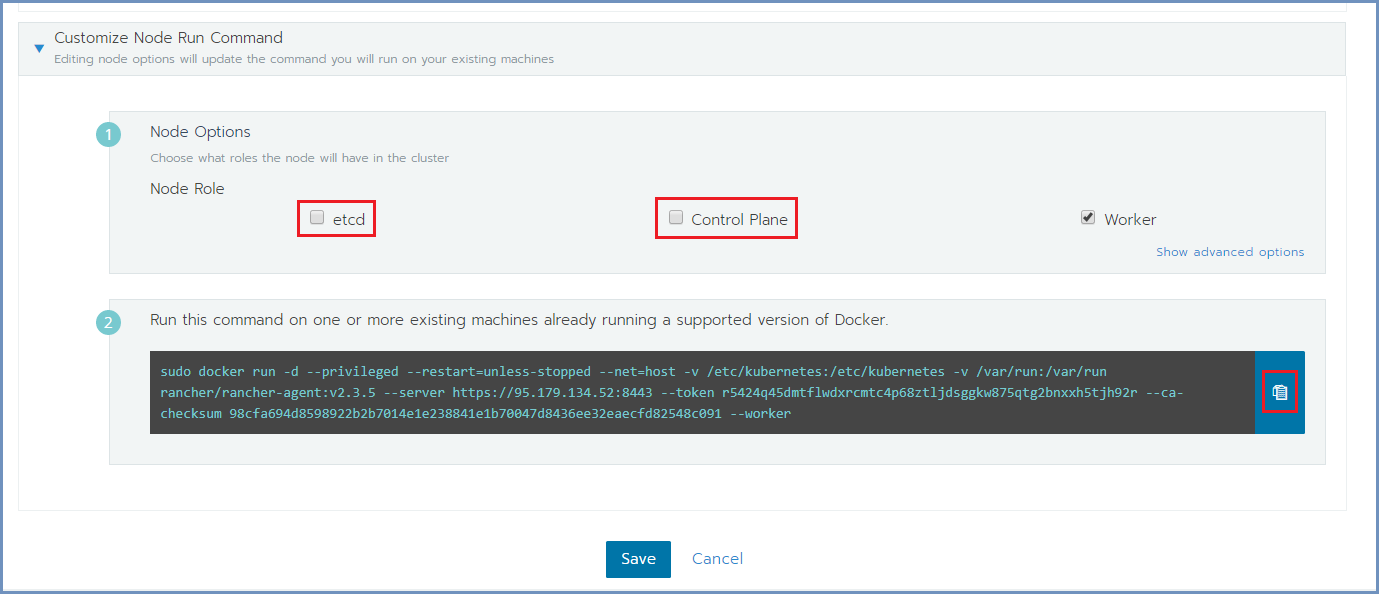 Customize Node Run Command
Editing node options will update the command you will run on your existing machines
1
Node Options
Choose what roles the node will have in the cluster
Node Role
etcd
Control Plane
Worker
Show advanced options
2
Run this command on one or more existing machines already running a supported version of Docker.
sudo docker run -d --privileged --restart=unless-stopped --net=host -v /etc/kubernetes:/etc/kubernetes -v /var/run:/var/run
rancher/rancher-agent:v2.3.5 --server https://95.179.134.52:8443 --token r5424q45dmtflwdxrcmtc4p68ztljdsggkw875qtg2bnxxh5tjh92r --ca-
checksum 98cfa694d8598922b2b7014e1e238841e1b70047d8436ee32eaecfd82548c091 --worker
Save
Cancel